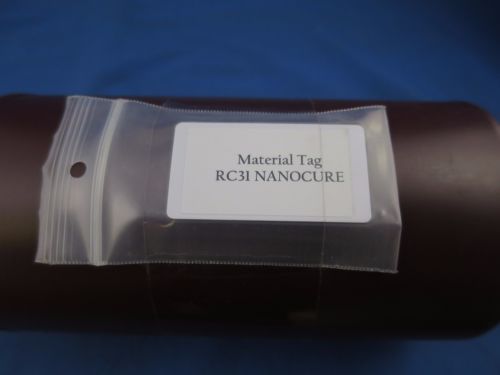 Material Tag
RC31 NANOCURE